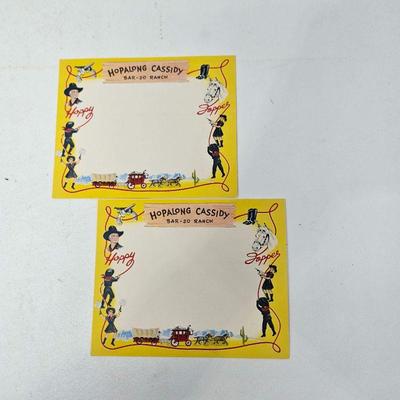 HOPALONG CASSIDY
BAR-20 RANCH
Hoppy
Topper
HOPALONG CASSIDY
BAR-20 RANCH
Hoppy
Topper